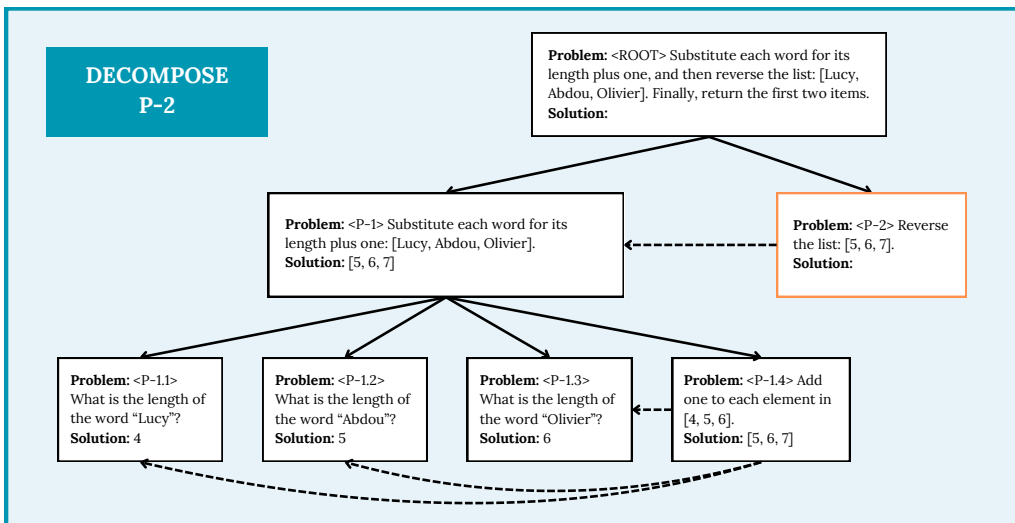 DECOMPOSE
P-2
Problem: <ROOT> Substitute each word for its
length plus one, and then reverse the list: [Lucy,
Abdou, Olivier]. Finally, return the first two items.
Solution:
Problem: <P-1> Substitute each word for its
length plus one: [Lucy, Abdou, Olivier].
Solution: [5, 6, 7]
Problem: <P-2> Reverse
the list: [5, 6, 7].
Solution:
Problem: <P-1.1>
What is the length of
the word “Lucy”?
Solution: 4
Problem: <P-1.2>
What is the length of
the word “Abdou”?
Solution: 5
Problem: <P-1.3>
What is the length of
the word “Olivier”?
Solution: 6
Problem: <P-1.4> Add
one to each element in
[4, 5, 6].
Solution: [5, 6, 7]